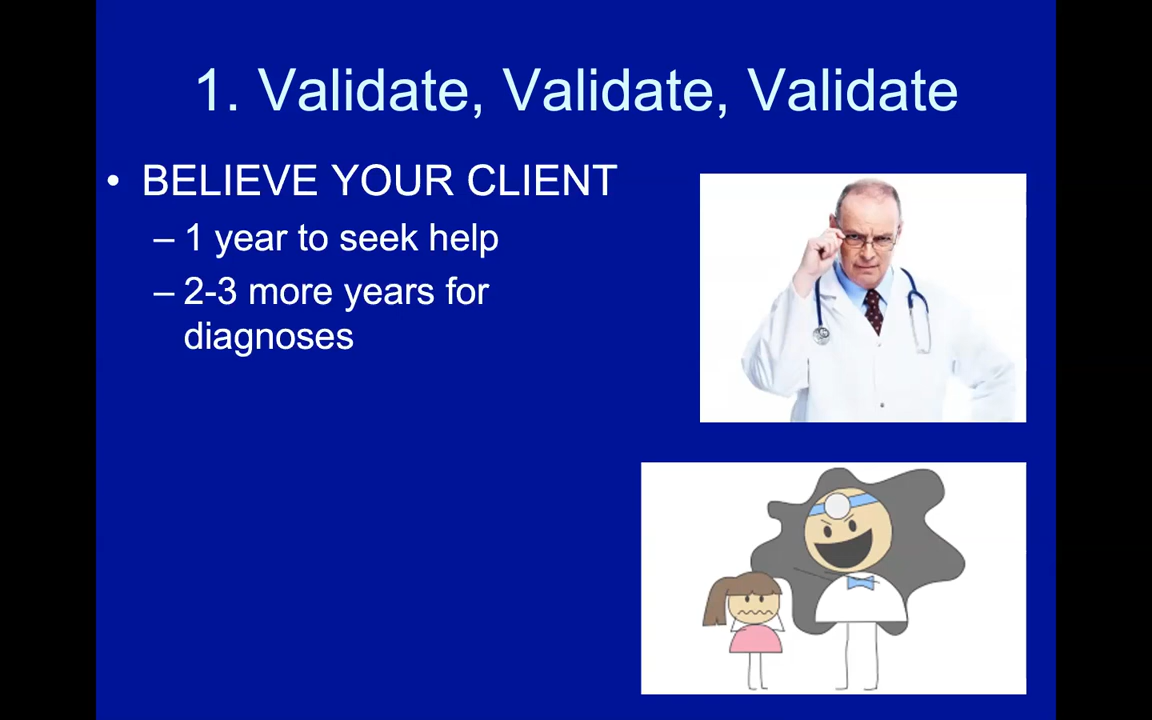 1. Validate, Validate, Validate
• BELIEVE YOUR CLIENT
– 1 year to seek help
– 2-3 more years for
diagnoses